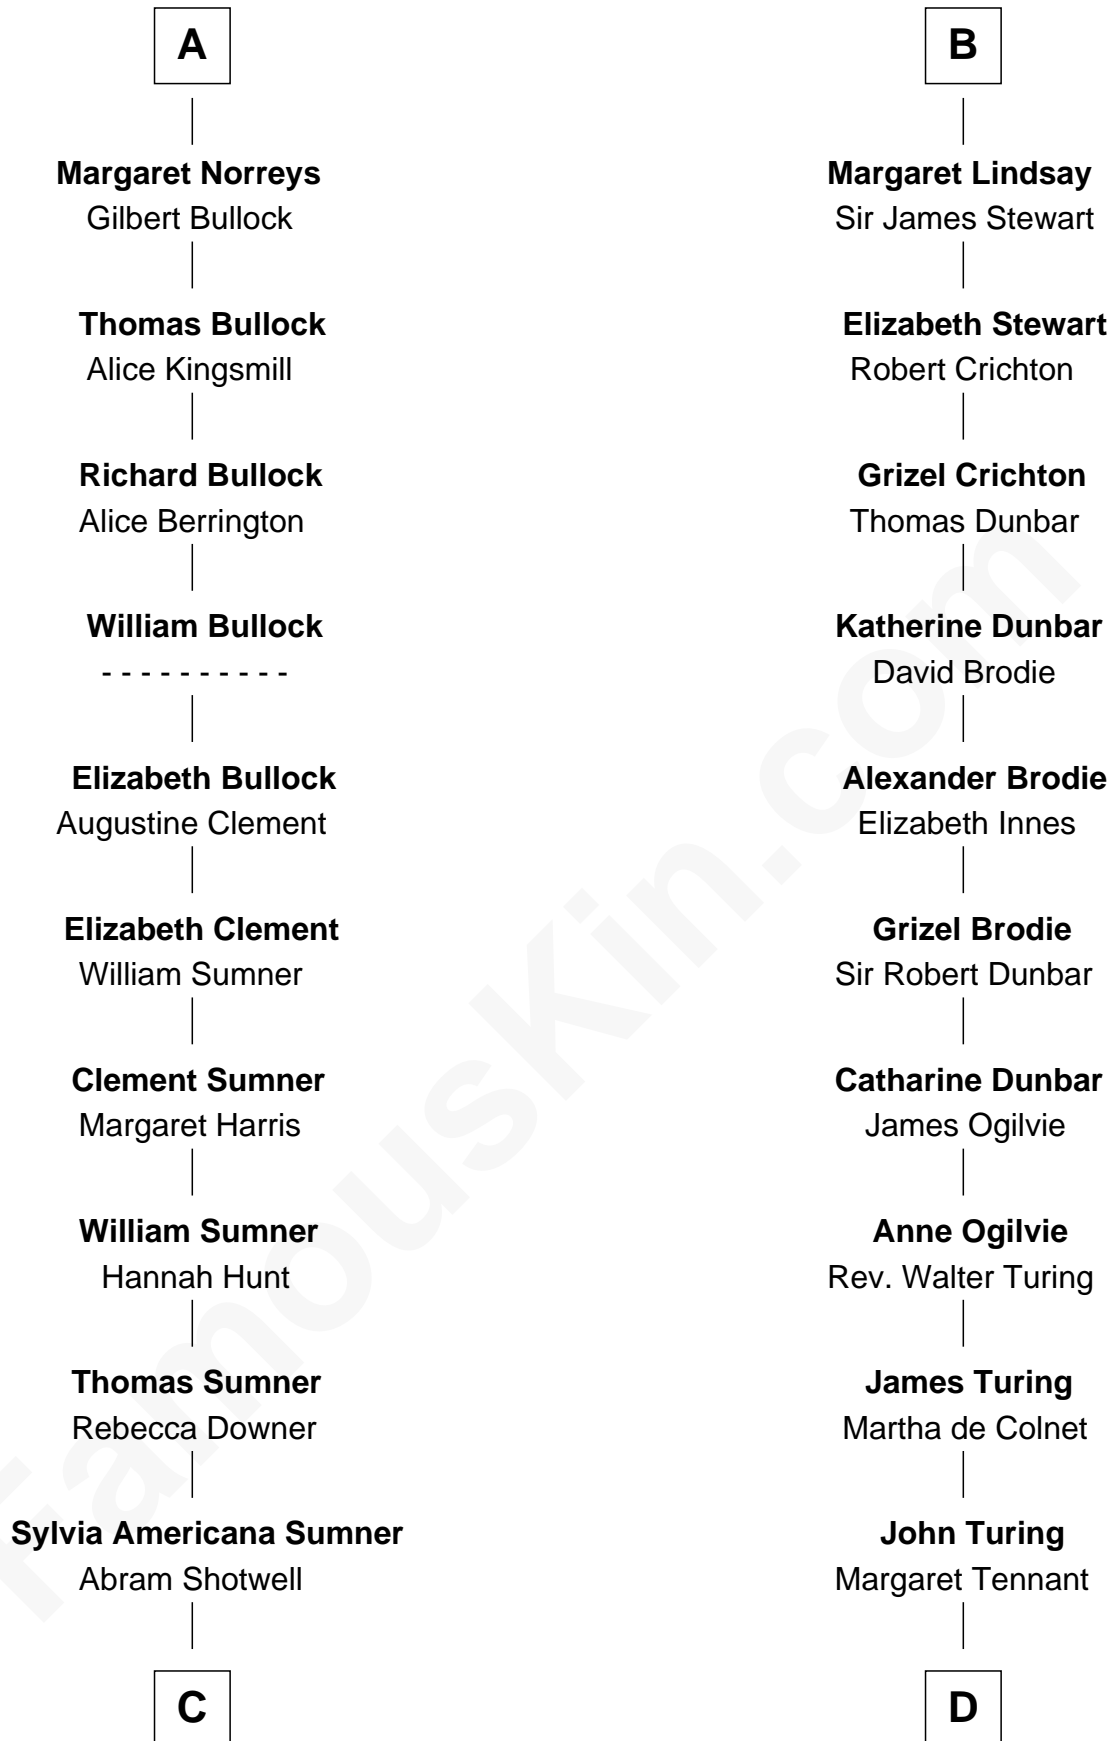 A
Margaret Norreys
Gilbert Bullock
Thomas Bullock
Alice Kingsmill
Richard Bullock
Alice Berrington
William Bullock
- - - - - - - - - -
Elizabeth Bullock
Augustine Clement
Elizabeth Clement
William Sumner
Clement Sumner
Margaret Harris
William Sumner
Hannah Hunt
Thomas Sumner
Rebecca Downer
Sylvia Americana Sumner
Abram Shotwell
C
B
Margaret Lindsay
Sir James Stewart
Elizabeth Stewart
Robert Crichton
Grizel Crichton
Thomas Dunbar
Katherine Dunbar
David Brodie
Alexander Brodie
Elizabeth Innes
Grizel Brodie
Sir Robert Dunbar
Catharine Dunbar
James Ogilvie
Anne Ogilvie
Rev. Walter Turing
James Turing
Martha de Colnet
John Turing
Margaret Tennant
D
FamousKin.com